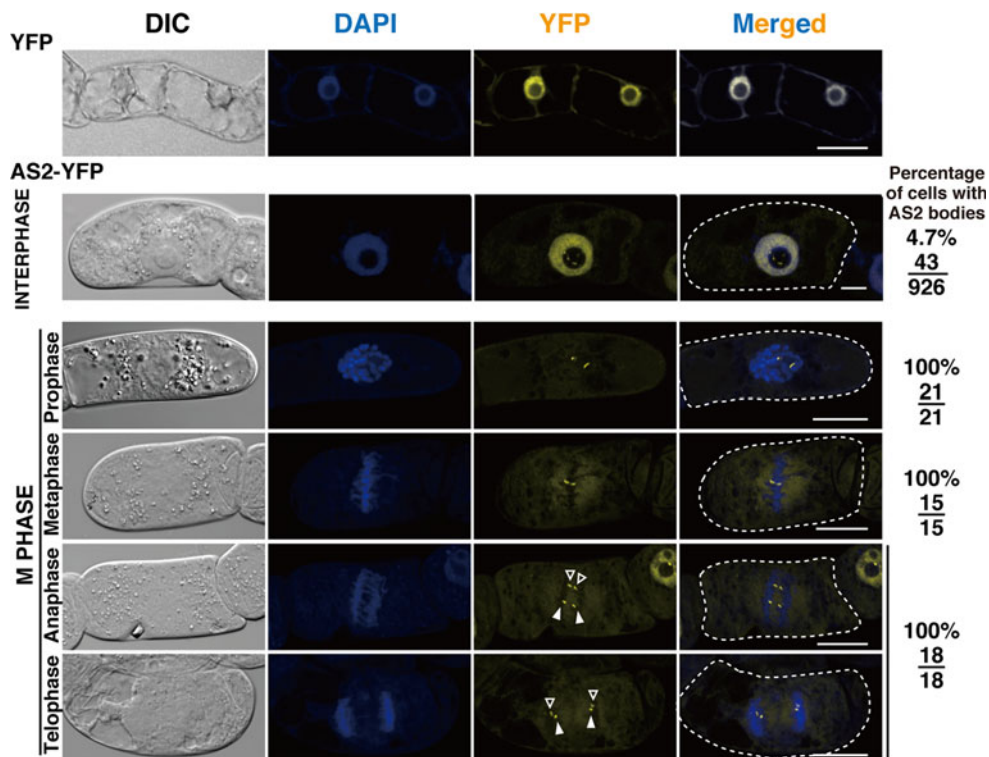 DIC DAPI YFP Merged
YFP
AS2-YFP
Percentage
of cells with
AS2 bodies
INTERPHASE
4.7%
43
926
M PHASE
Prophase
100%
21
21
Metaphase
100%
15
15
Anaphase
Telophase
100%
18
18